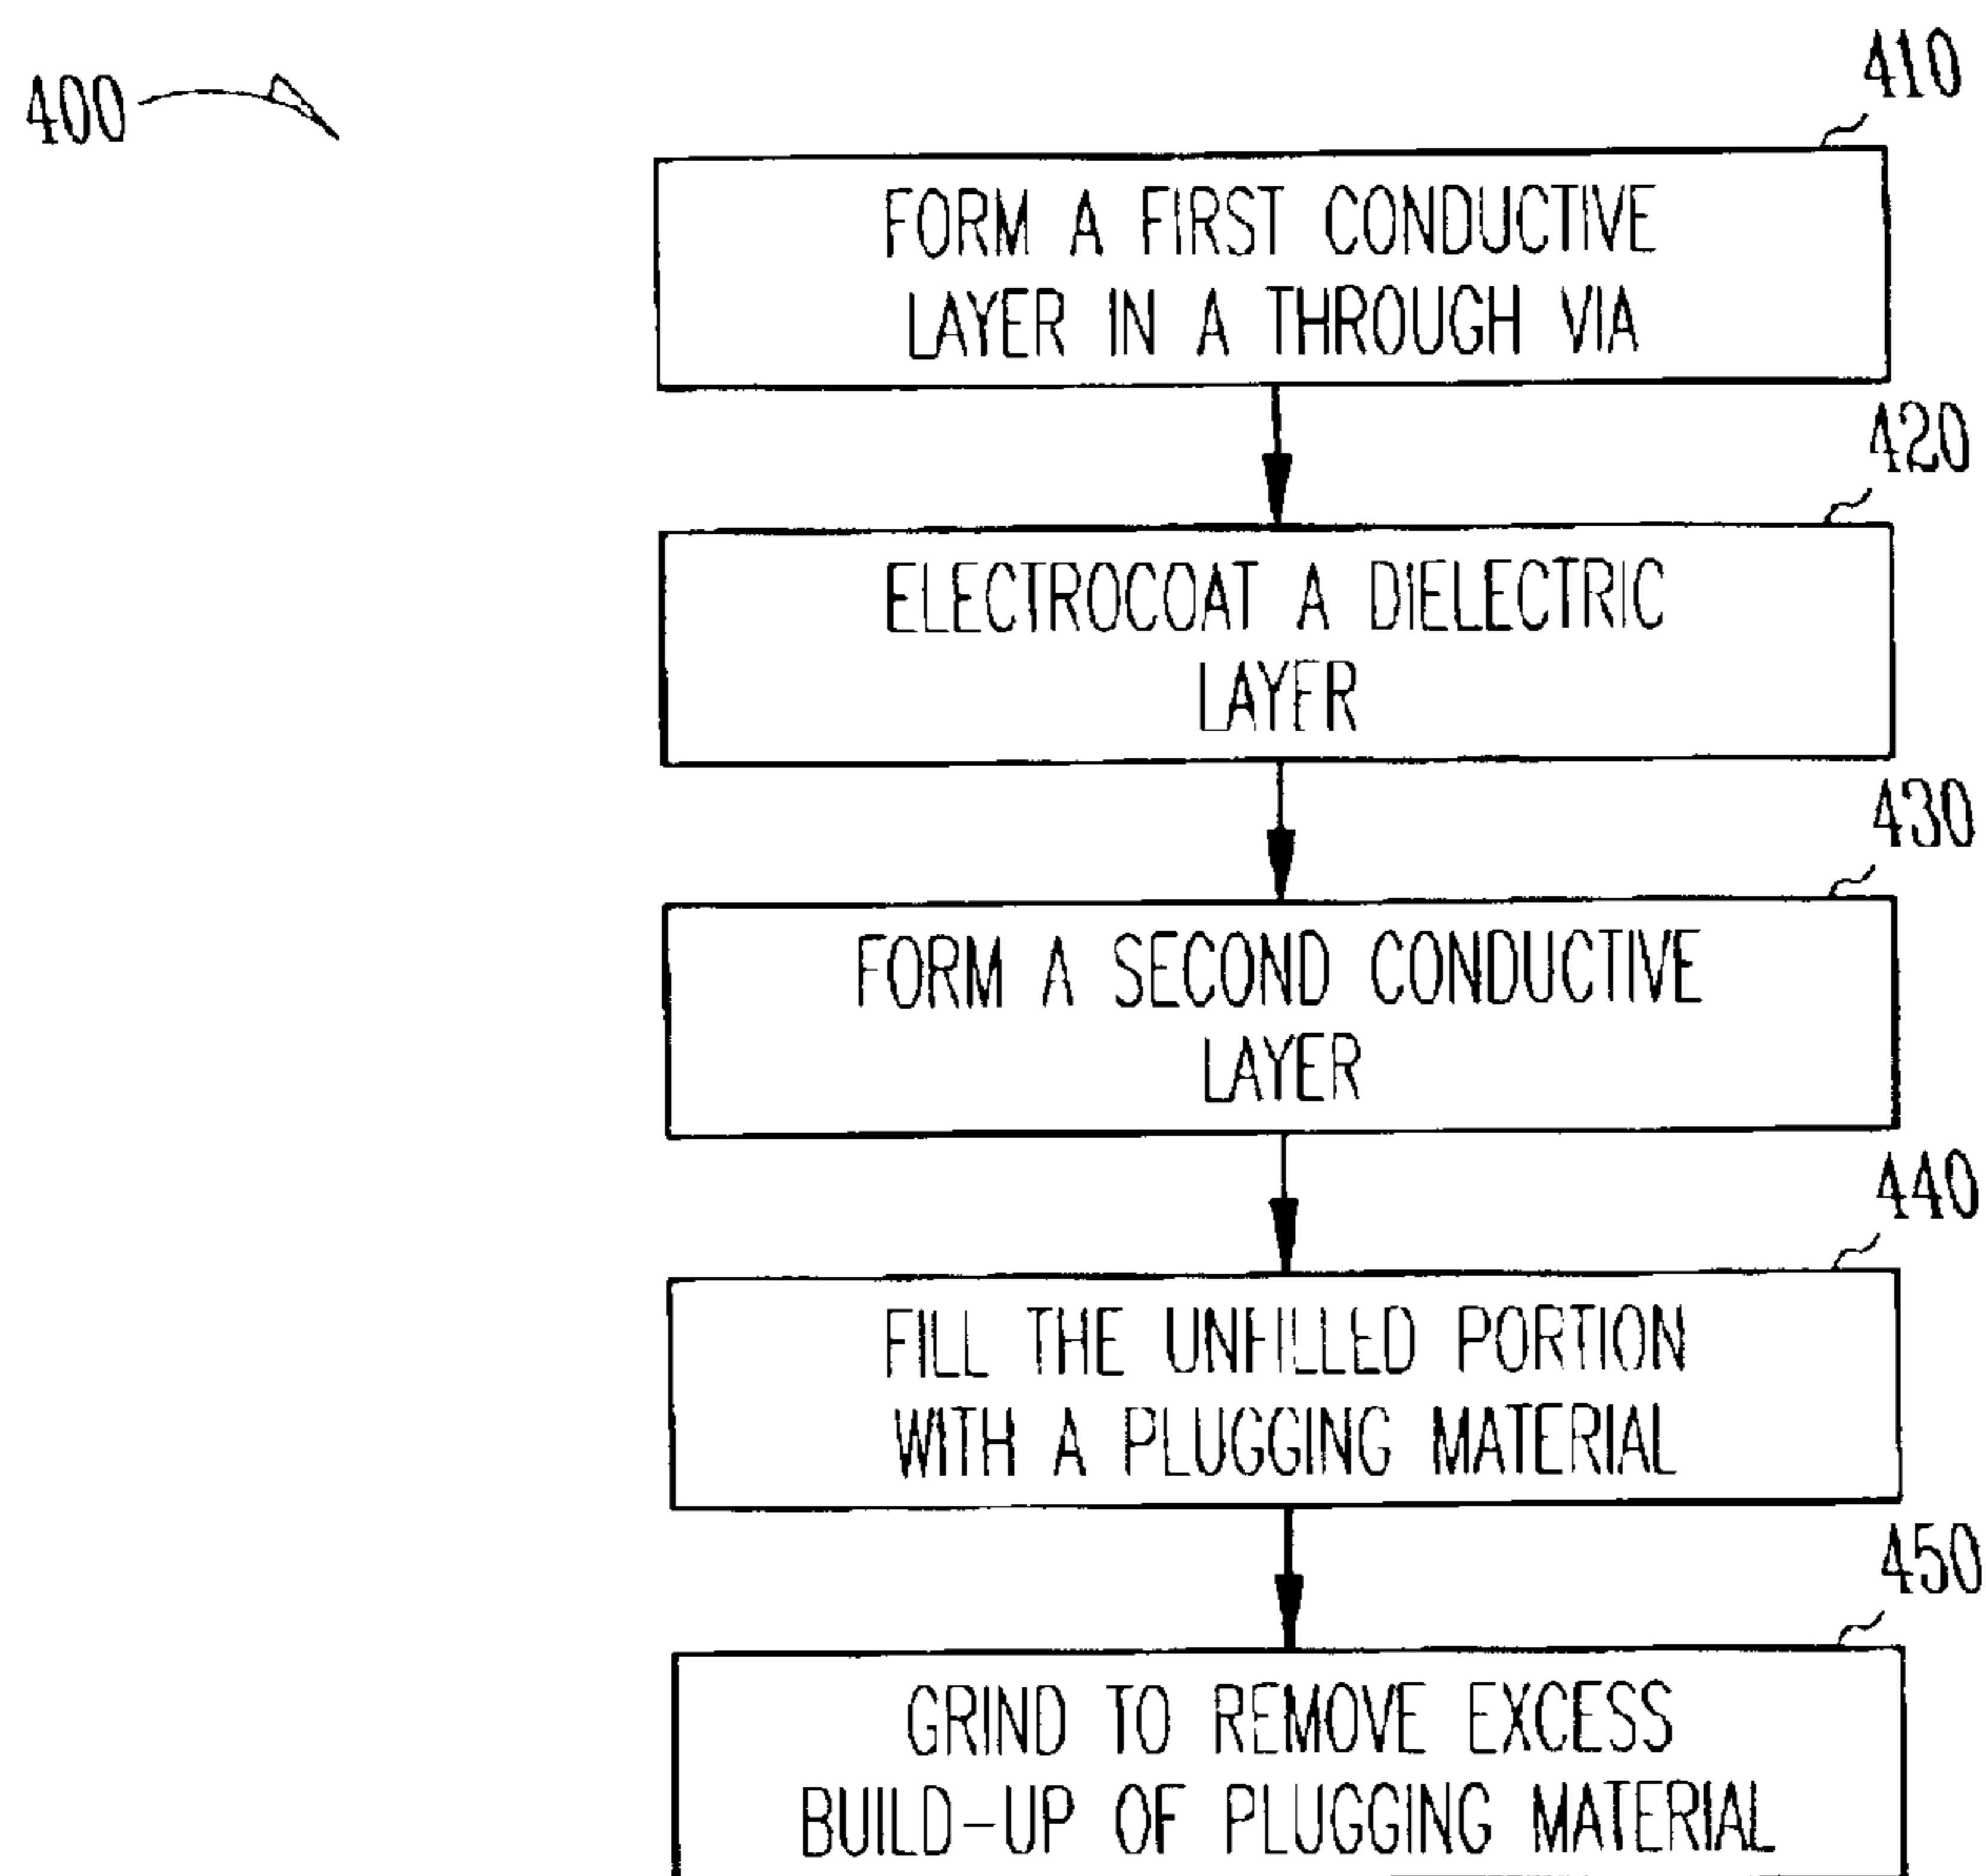 400
410
FORM A FIRST CONDUCTIVE
LAYER IN A THROUGH VIA
420
ELECTROCOAT A DIELECTRIC
LAYER
430
FORM A SECOND CONDUCTIVE
LAYER
440
FILL THE UNFILLED PORTION
WITH A PLUGGING MATERIAL
450
GRIND TO REMOVE EXCESS
BUILD-UP OF PLUGGING MATERIAL